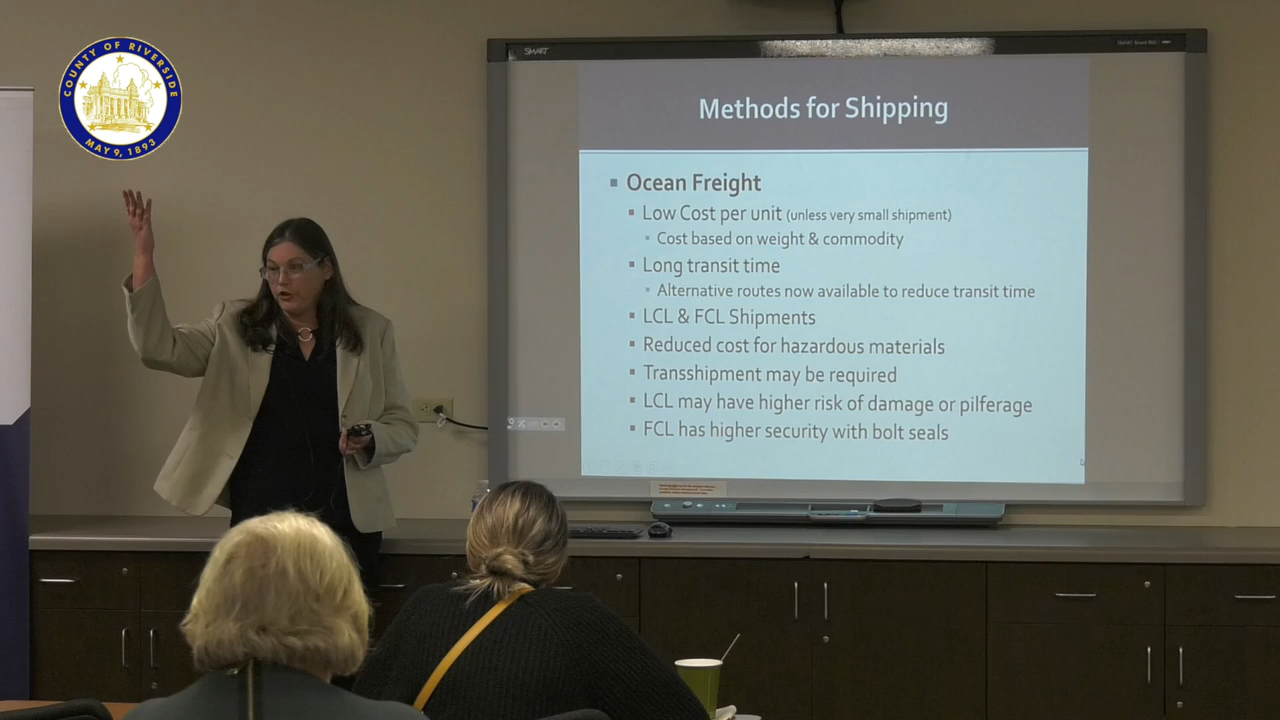 COUNTY OF RIVERSIDE
MAY 9, 1893
SMART
Methods for Shipping
Ocean Freight
Low Cost per unit (unless very small shipment)
Cost based on weight & commodity
Long transit time
Alternative routes now available to reduce transit time
LCL & FCL Shipments
Reduced cost for hazardous materials
Transshipment may be required
LCL may have higher risk of damage or pilferage
FCL has higher security with bolt seals